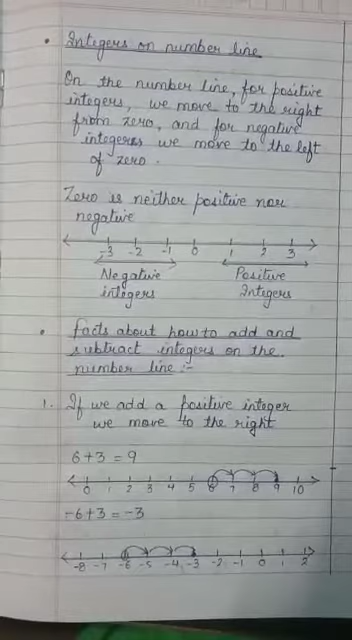 • Integers on number line
On the number line, for positive
integers, we move to the right
from zero, and for negative
integers we move to the left
of zero.
Zero is neither positive nor
negative
-3 -2 -1 0 1 2 3
Negative Positive
integers Integers
• facts about how to add and
subtract integers on the
number line :-
1. If we add a positive integer
we move to the right
6+3 = 9
0 1 2 3 4 5 6 7 8 9 10
-6+3 = -3
-8 -7 -6 -5 -4 -3 -2 -1 0 1 2